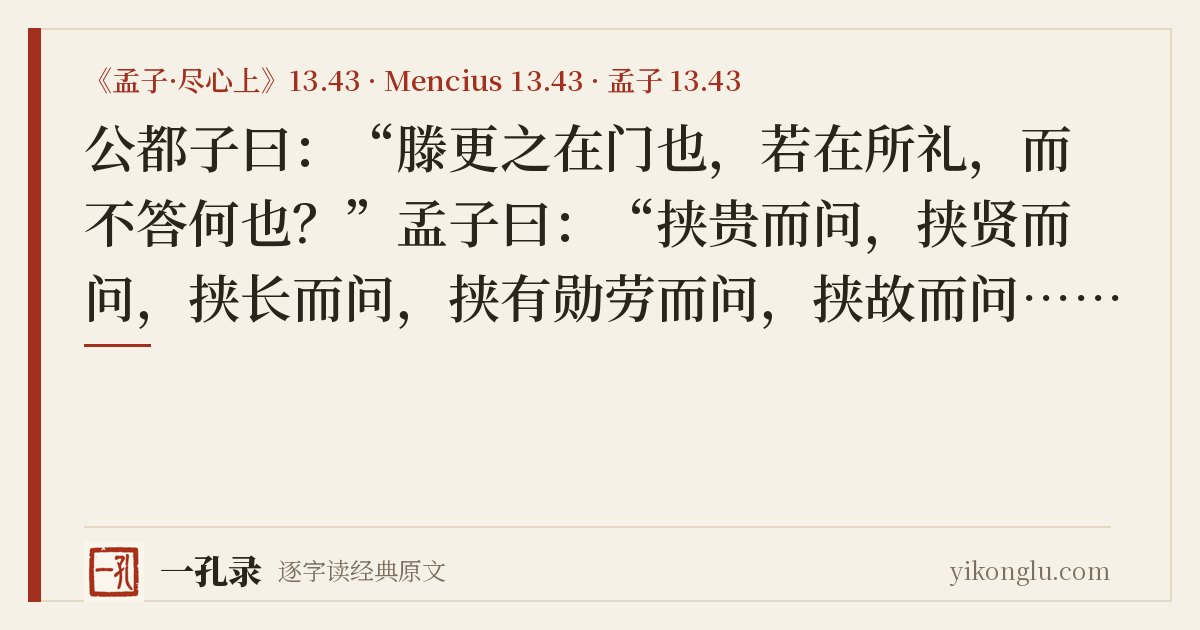 《孟子·尽心上》13.43 · Mencius 13.43 · 孟子 13.43
公都子曰：“滕更之在门也，若在所礼，而
不答何也？”孟子曰：“挟贵而问，挟贤而
问，挟长而问，挟有勋劳而问，挟故而问……
一孔
一孔录 逐字读经典原文
yikonglu.com